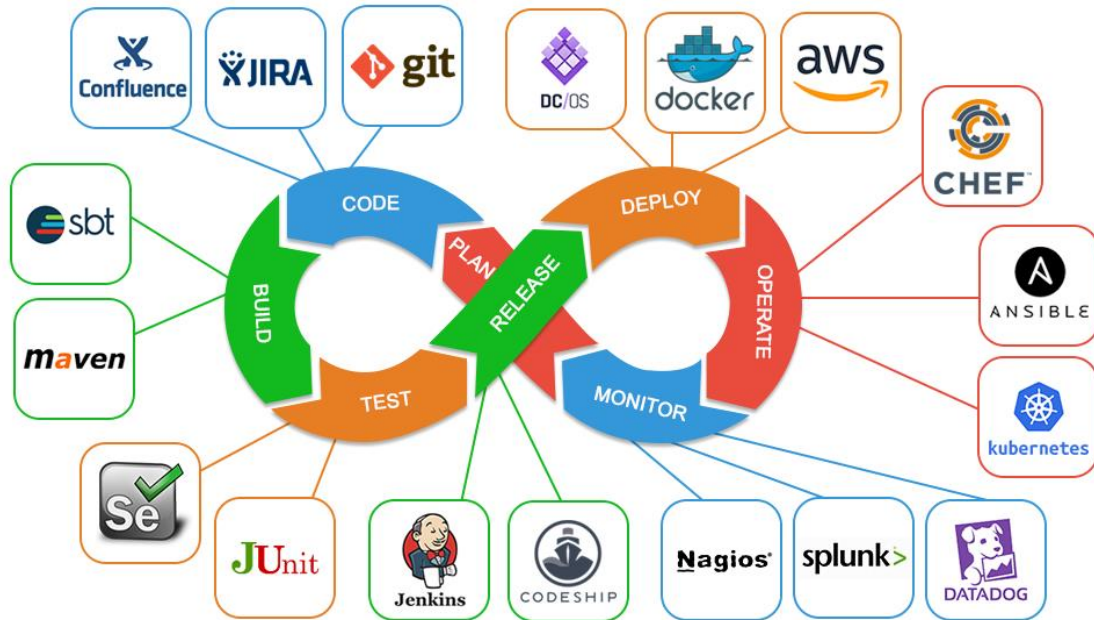 Confluence
JIRA
git
DC/OS
docker
aws
CHEF™
sbt
CODE
PLAN
DEPLOY
RELEASE
BUILD
OPERATE
ANSIBLE
maven
TEST
MONITOR
kubernetes
Se
JUnit
Jenkins
CODESHIP
Nagios®
splunk>
DATADOG